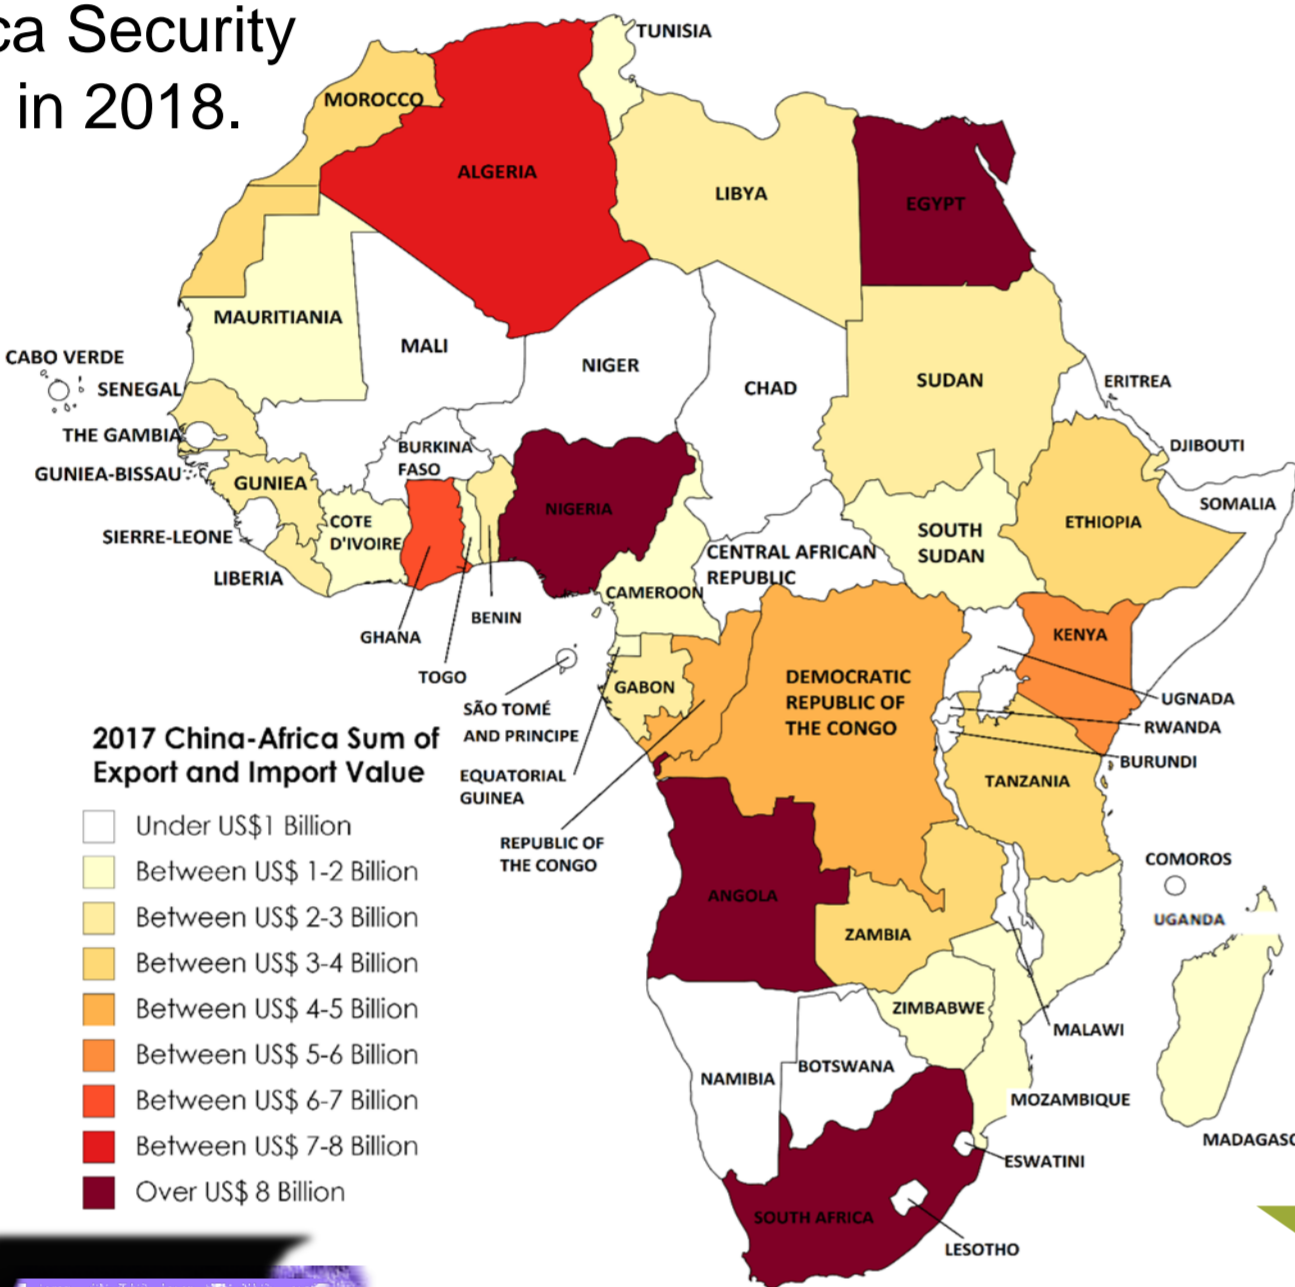 ca Security
in 2018.
TUNISIA
MOROCCO
ALGERIA
LIBYA
EGYPT
MAURITIANIA
MALI
NIGER
CHAD
SUDAN
ERITREA
CABO VERDE
SENEGAL
THE GAMBIA
GUNIEA-BISSAU
GUNIEA
BURKINA
FASO
DJIBOUTI
SOMALIA
NIGERIA
COTE
D'IVOIRE
SOUTH
SUDAN
ETHIOPIA
SIERRE-LEONE
LIBERIA
CENTRAL AFRICAN
REPUBLIC
CAMEROON
BENIN
GHANA
TOGO
KENYA
GABON
DEMOCRATIC
REPUBLIC OF
THE CONGO
UGNADA
RWANDA
BURUNDI
SÃO TOMÉ
AND PRINCIPE
EQUATORIAL
GUINEA
REPUBLIC OF
THE CONGO
TANZANIA
COMOROS
UGANDA
ANGOLA
ZAMBIA
ZIMBABWE
MALAWI
NAMIBIA
BOTSWANA
MOZAMBIQUE
MADAGASC
ESWATINI
SOUTH AFRICA
LESOTHO
2017 China-Africa Sum of
Export and Import Value
Under US$1 Billion
Between US$ 1-2 Billion
Between US$ 2-3 Billion
Between US$ 3-4 Billion
Between US$ 4-5 Billion
Between US$ 5-6 Billion
Between US$ 6-7 Billion
Between US$ 7-8 Billion
Over US$ 8 Billion